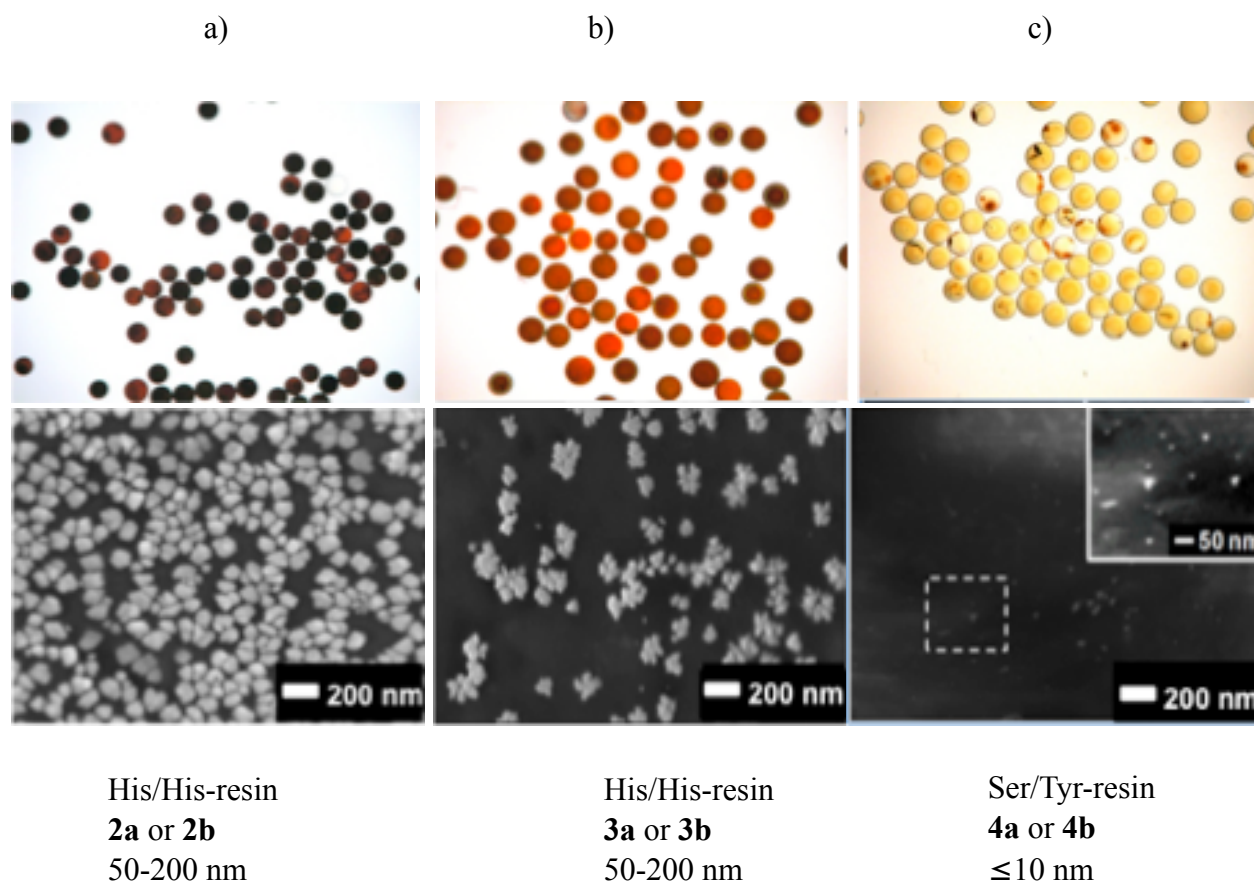 a)
b)
c)
200 nm
200 nm
50 nm
200 nm
His/His-resin
2a or 2b
50-200 nm
His/His-resin
3a or 3b
50-200 nm
Ser/Tyr-resin
4a or 4b
≤10 nm